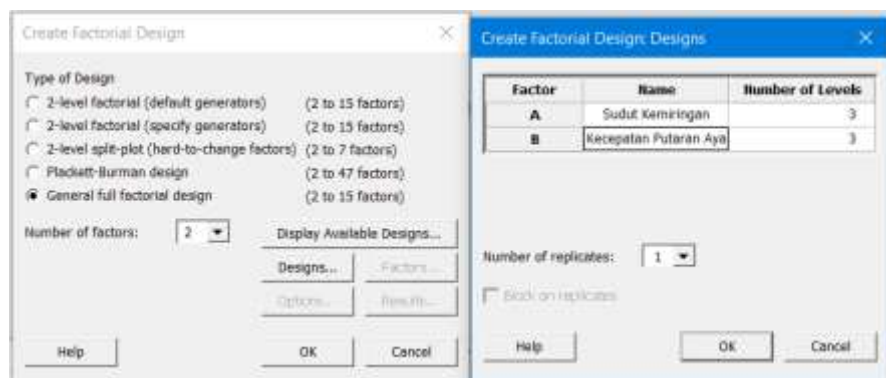 Create Factorial Design
Type of Design
2-level factorial (default generators) (2 to 15 factors)
2-level factorial (specify generators) (2 to 15 factors)
2-level split-plot (hard-to-change factors) (2 to 7 factors)
Plackett-Burman design (2 to 47 factors)
General full factorial design (2 to 15 factors)
Number of factors: 2 Display Available Designs...
Designs... Factors...
Options... Results...
Help OK Cancel
Create Factorial Design: Designs
Factor Name Number of Levels
A Sudut Kemiringan 3
B Kecepatan Putaran Aya 3
Number of replicates: 1
Block on replicates
Help OK Cancel